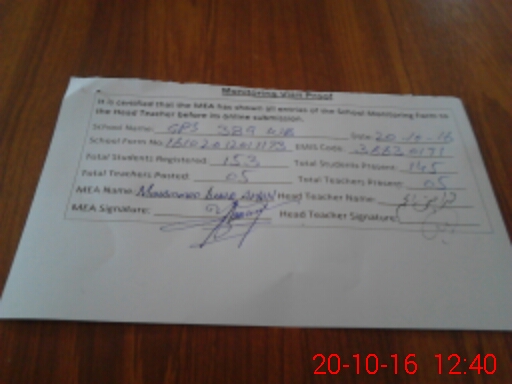 Monitoring Visit Proof
It is certified that the MEA has shown all entries of the School Monitoring Form to
the Head Teacher before its online submission.
School Name: GPS 389 GB Date 20-10-16
School Form No. EMIS Code:
Total Students Registered: 153 Total Students Present: 145
Total Teachers Posted: 05 Total Teachers Present: 05
MEA Name: Head Teacher Name:
MEA Signature: Head Teacher Signature:
20-10-16 12:40